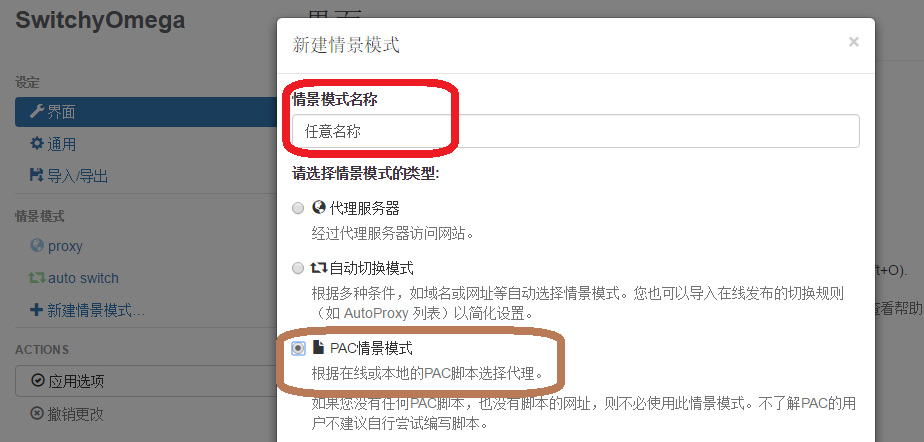 SwitchyOmega
界面
设定
界面
通用
导入/导出
情景模式
proxy
auto switch
新建情景模式...
ACTIONS
应用选项
撤销更改
新建情景模式
×
情景模式名称
任意名称
请选择情景模式的类型:
代理服务器
经过代理服务器访问网站。
自动切换模式
根据多种条件，如域名或网址等自动选择情景模式。您也可以导入在线发布的切换规则
（如 AutoProxy 列表）以简化设置。
PAC情景模式
根据在线或本地的PAC脚本选择代理。
如果您没有任何PAC脚本，也没有脚本的网址，则不必使用此情景模式。不了解PAC的用
户不建议自行尝试编写脚本。
ft+O).
查看帮助